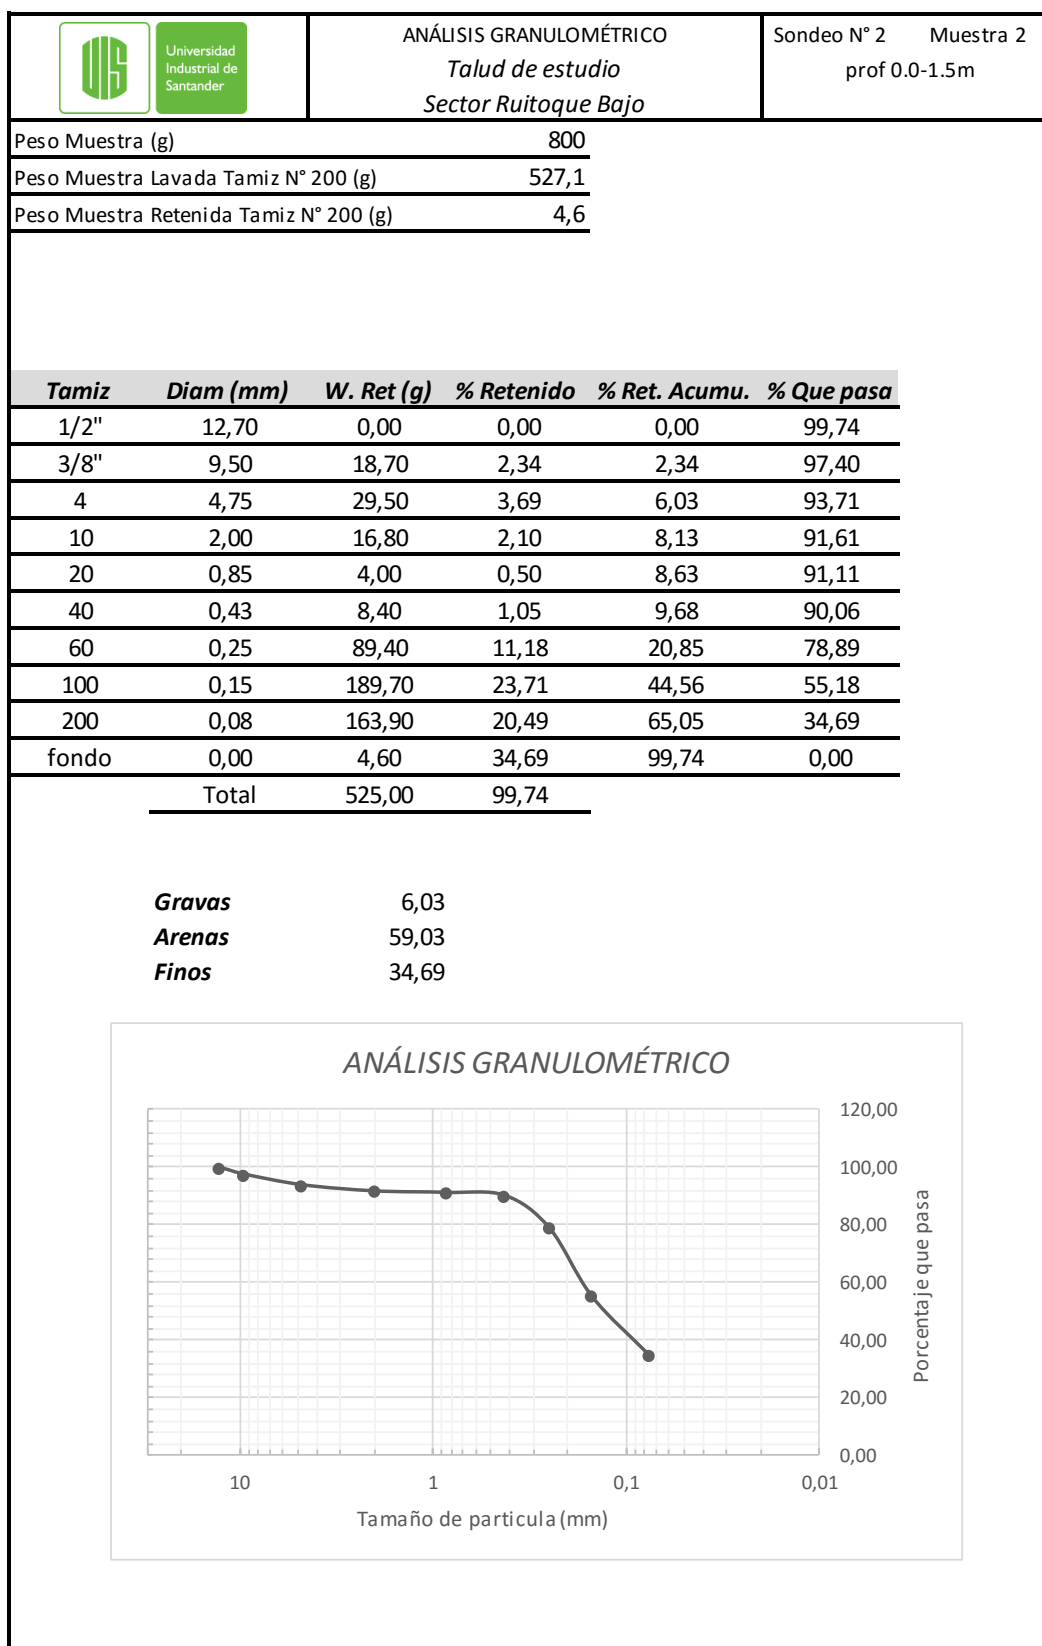 UIS
Universidad
Industrial de
Santander
ANÁLISIS GRANULOMÉTRICO
Talud de estudio
Sector Ruitoque Bajo
Sondeo N° 2 Muestra 2
prof 0.0-1.5m
Peso Muestra (g) 800
Peso Muestra Lavada Tamiz N° 200 (g) 527,1
Peso Muestra Retenida Tamiz N° 200 (g) 4,6
Tamiz Diam (mm) W. Ret (g) % Retenido % Ret. Acumu. % Que pasa
1/2" 12,70 0,00 0,00 0,00 99,74
3/8" 9,50 18,70 2,34 2,34 97,40
4 4,75 29,50 3,69 6,03 93,71
10 2,00 16,80 2,10 8,13 91,61
20 0,85 4,00 0,50 8,63 91,11
40 0,43 8,40 1,05 9,68 90,06
60 0,25 89,40 11,18 20,85 78,89
100 0,15 189,70 23,71 44,56 55,18
200 0,08 163,90 20,49 65,05 34,69
fondo 0,00 4,60 34,69 99,74 0,00
Total 525,00 99,74
Gravas 6,03
Arenas 59,03
Finos 34,69
ANÁLISIS GRANULOMÉTRICO
120,00
100,00
80,00
60,00
40,00
20,00
0,00
Porcentaje que pasa
10 1 0,1 0,01
Tamaño de particula (mm)